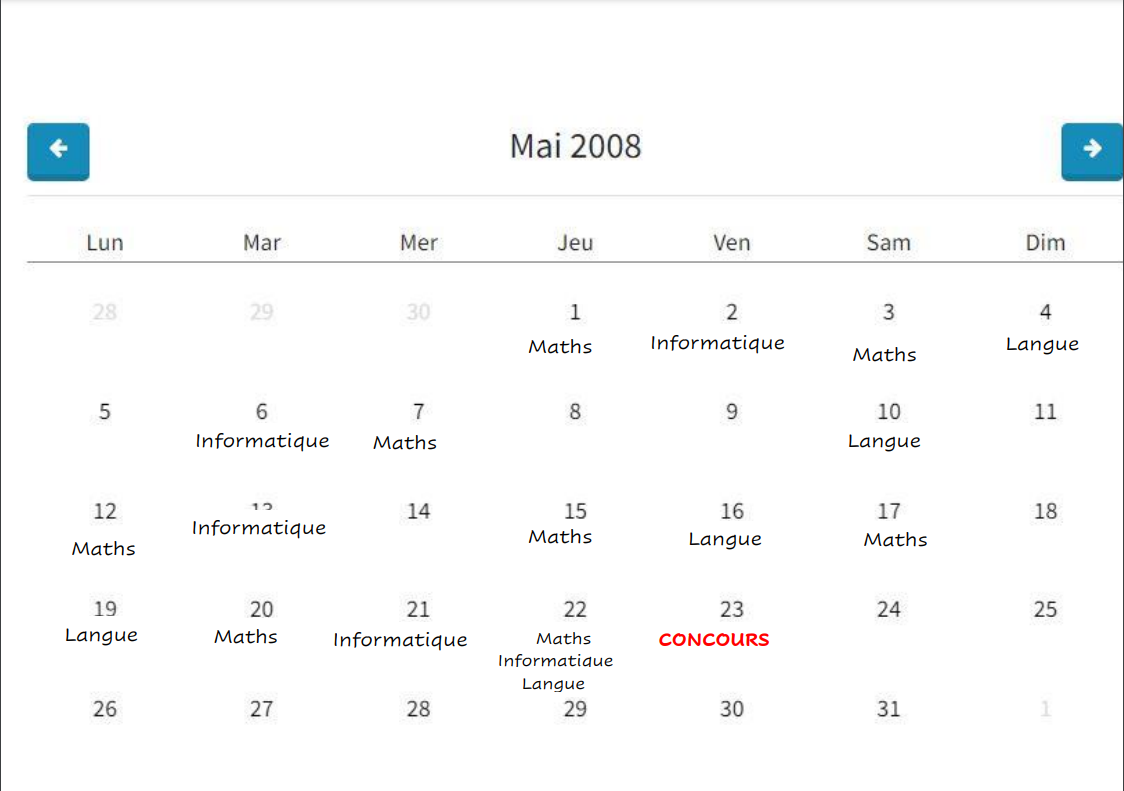 Mai 2008
Lun Mar Mer Jeu Ven Sam Dim
28 29 30 1 2 3 4
Maths Informatique Maths Langue
5 6 7 8 9 10 11
Informatique Maths Langue
12 13 14 15 16 17 18
Maths Informatique Maths Langue Maths
19 20 21 22 23 24 25
Langue Maths Informatique Maths CONCOURS
Informatique
Langue
26 27 28 29 30 31 1